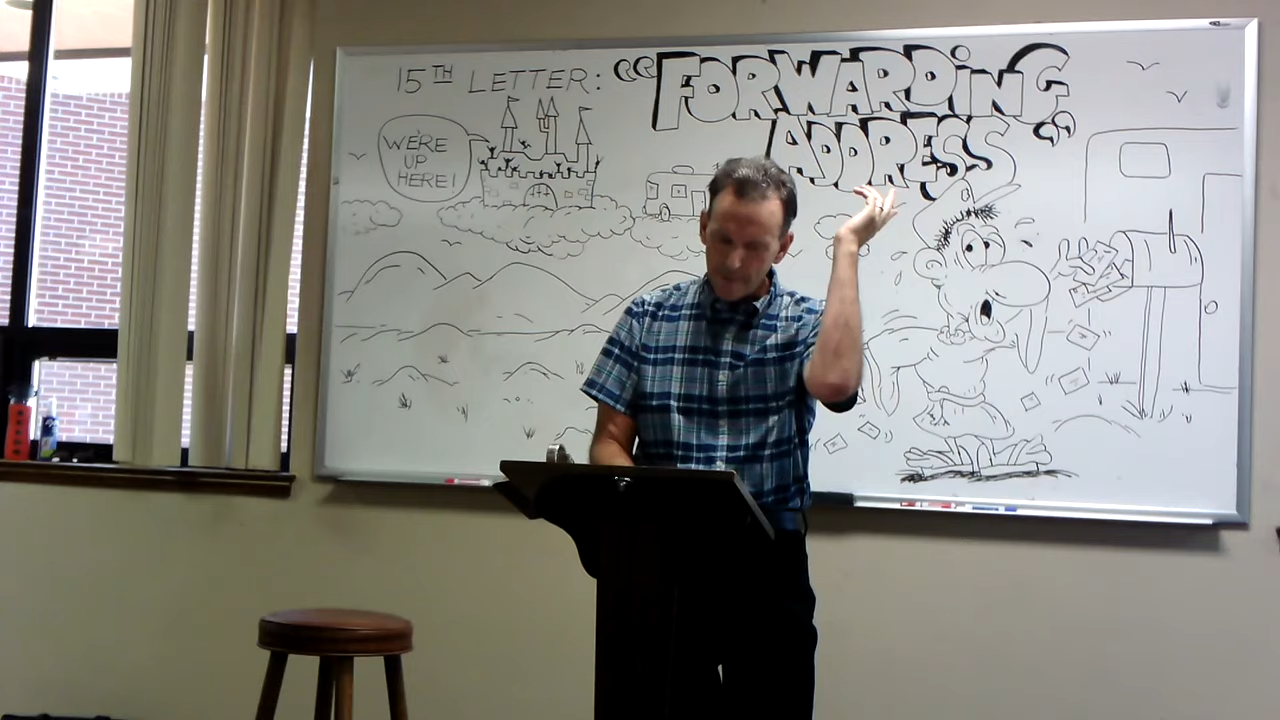 15TH LETTER: "FORWARDiNG
ADDRESS"
WE'RE
UP
HERE!